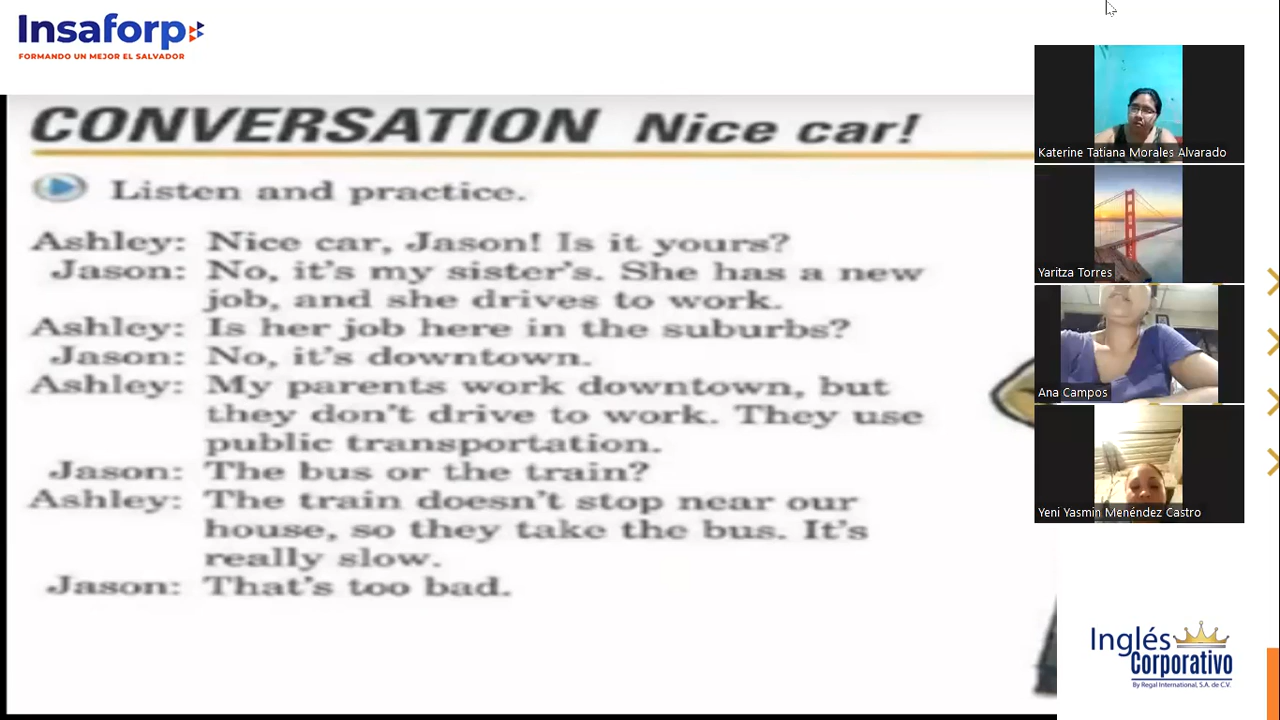 Insaforp
FORMANDO UN MEJOR EL SALVADOR
CONVERSATION Nice car!
Listen and practice.
Ashley: Nice car, Jason! Is it yours?
Jason: No, it's my sister's. She has a new
job, and she drives to work.
Ashley: Is her job here in the suburbs?
Jason: No, it's downtown.
Ashley: My parents work downtown, but
they don't drive to work. They use
public transportation.
Jason: The bus or the train?
Ashley: The train doesn't stop near our
house, so they take the bus. It's
really slow.
Jason: That's too bad.
Katerine Tatiana Morales Alvarado
Yaritza Torres
Ana Campos
Yeni Yasmin Menéndez Castro
Inglés
Corporativo
By Regal International, S.A. de C.V.